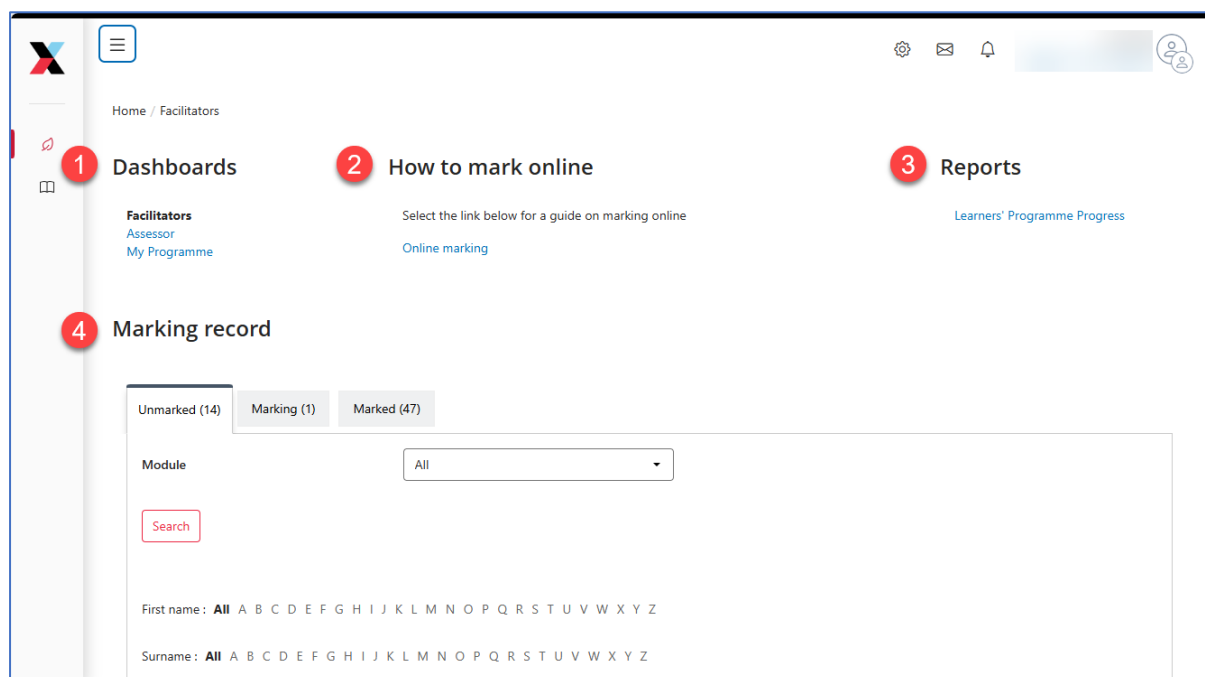 Home / Facilitators
1 Dashboards
Facilitators
Assessor
My Programme
2 How to mark online
Select the link below for a guide on marking online
Online marking
3 Reports
Learners' Programme Progress
4 Marking record
Unmarked (14) Marking (1) Marked (47)
Module All
Search
First name : All A B C D E F G H I J K L M N O P Q R S T U V W X Y Z
Surname : All A B C D E F G H I J K L M N O P Q R S T U V W X Y Z